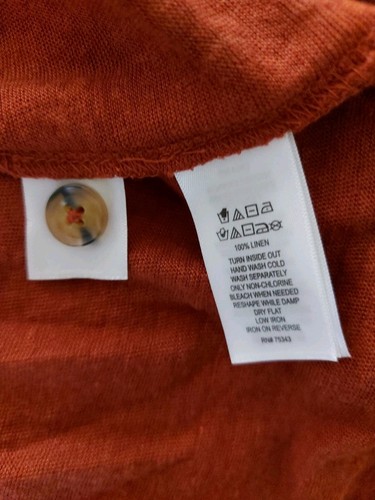 100% LINEN
TURN INSIDE OUT
HAND WASH COLD
WASH SEPARATELY
ONLY NON-CHLORINE
BLEACH WHEN NEEDED
RESHAPE WHILE DAMP
DRY FLAT
LOW IRON
IRON ON REVERSE
RN# 75343